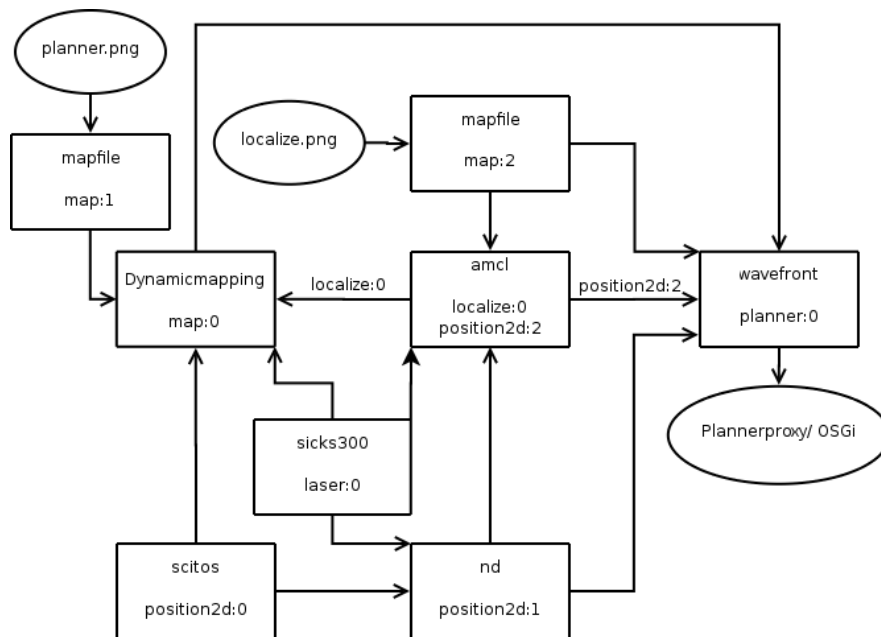 planner.png
mapfile
map:1
localize.png
mapfile
map:2
Dynamicmapping
map:0
localize:0
amcl
localize:0
position2d:2
position2d:2
wavefront
planner:0
Plannerproxy/ OSGi
sicks300
laser:0
scitos
position2d:0
nd
position2d:1